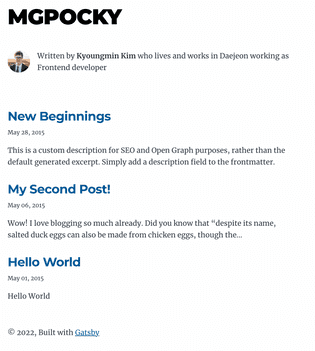 MGPOCKY
Written by Kyoungmin Kim who lives and works in Daejeon working as
Frontend developer
New Beginnings
May 28, 2015
This is a custom description for SEO and Open Graph purposes, rather than the
default generated excerpt. Simply add a description field to the frontmatter.
My Second Post!
May 06, 2015
Wow! I love blogging so much already. Did you know that “despite its name,
salted duck eggs can also be made from chicken eggs, though the…
Hello World
May 01, 2015
Hello World
© 2022, Built with Gatsby